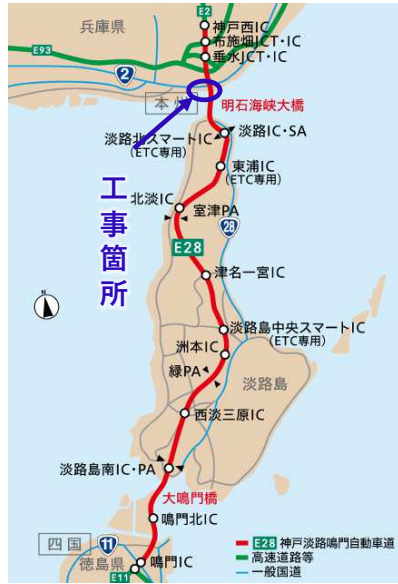 兵庫県
E2
神戸西IC
布施畑JCT・IC
垂水JCT・IC
E93
2
本州
明石海峡大橋
淡路北スマートIC
(ETC専用)
淡路IC・SA
東浦IC
(ETC専用)
工事箇所
北淡IC
室津PA
28
E28
津名一宮IC
N
淡路島中央スマートIC
(ETC専用)
洲本IC
緑PA
淡路島
西淡三原IC
淡路島南IC・PA
大鳴門橋
鳴門北IC
四国
11
徳島県
鳴門IC
E11
E28 神戸淡路鳴門自動車道
高速道路等
一般国道